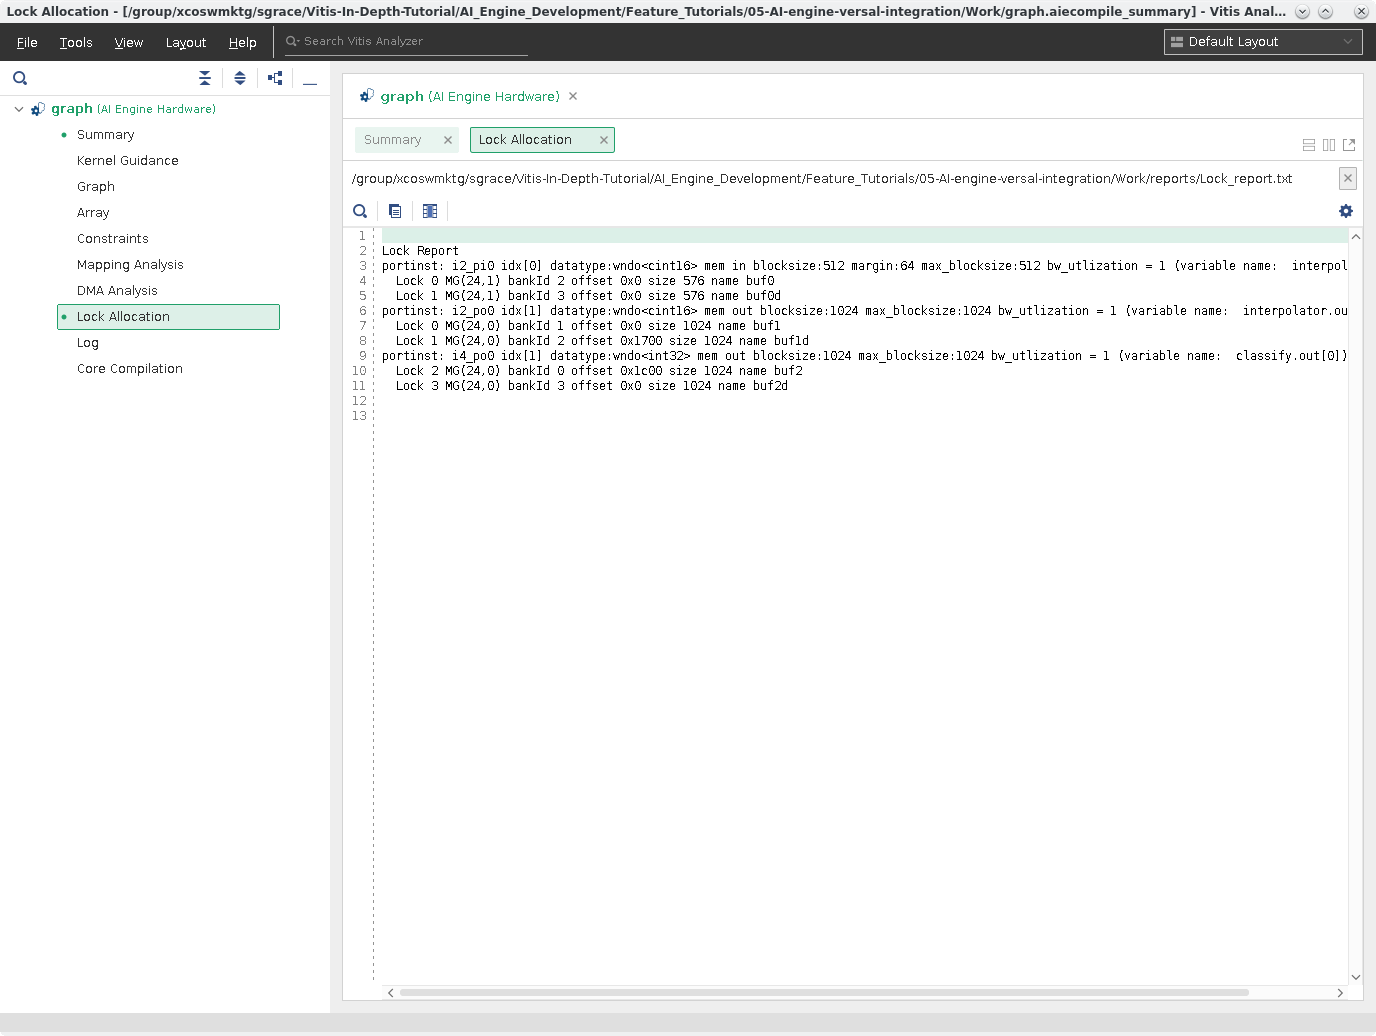 Lock Allocation - [/group/xcoswmktg/sgrace/Vitis-In-Depth-Tutorial/AI_Engine_Development/Feature_Tutorials/05-AI-engine-versal-integration/Work/graph.aiecompile_summary] - Vitis Anal...
File Tools View Layout Help Search Vitis Analyzer Default Layout
graph (AI Engine Hardware)
Summary
Kernel Guidance
Graph
Array
Constraints
Mapping Analysis
DMA Analysis
Lock Allocation
Log
Core Compilation
graph (AI Engine Hardware)
Summary Lock Allocation
/group/xcoswmktg/sgrace/Vitis-In-Depth-Tutorial/AI_Engine_Development/Feature_Tutorials/05-AI-engine-versal-integration/Work/reports/Lock_report.txt
1
2 Lock Report
3 portinst: i2_pi0 idx[0] datatype:wndo<cint16> mem in blocksize:512 margin:64 max_blocksize:512 bw_utlization = 1 (variable name:  interpol
4   Lock 0 MG(24,1) bankId 2 offset 0x0 size 576 name buf0
5   Lock 1 MG(24,1) bankId 3 offset 0x0 size 576 name buf0d
6 portinst: i2_po0 idx[1] datatype:wndo<cint16> mem out blocksize:1024 max_blocksize:1024 bw_utlization = 1 (variable name:  interpolator.ou
7   Lock 0 MG(24,0) bankId 1 offset 0x0 size 1024 name buf1
8   Lock 1 MG(24,0) bankId 2 offset 0x1700 size 1024 name buf1d
9 portinst: i4_po0 idx[1] datatype:wndo<int32> mem out blocksize:1024 max_blocksize:1024 bw_utlization = 1 (variable name:  classify.out[0])
10   Lock 2 MG(24,0) bankId 0 offset 0x1c00 size 1024 name buf2
11   Lock 3 MG(24,0) bankId 3 offset 0x0 size 1024 name buf2d
12
13